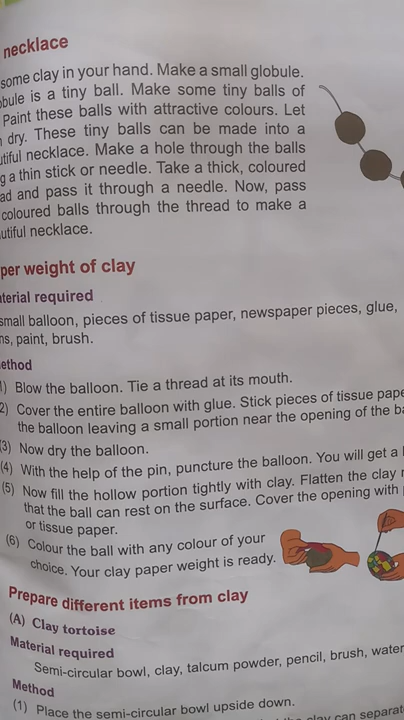 necklace
some clay in your hand. Make a small globule.
bule is a tiny ball. Make some tiny balls of
Paint these balls with attractive colours. Let
dry. These tiny balls can be made into a
utiful necklace. Make a hole through the balls
g a thin stick or needle. Take a thick, coloured
ad and pass it through a needle. Now, pass
coloured balls through the thread to make a
utiful necklace.
per weight of clay
terial required
small balloon, pieces of tissue paper, newspaper pieces, glue,
ns, paint, brush.
ethod
1) Blow the balloon. Tie a thread at its mouth.
2) Cover the entire balloon with glue. Stick pieces of tissue pape
the balloon leaving a small portion near the opening of the ba
(3) Now dry the balloon.
(4) With the help of the pin, puncture the balloon. You will get a
(5) Now fill the hollow portion tightly with clay. Flatten the clay
that the ball can rest on the surface. Cover the opening with
or tissue paper.
(6) Colour the ball with any colour of your
choice. Your clay paper weight is ready.
Prepare different items from clay
(A) Clay tortoise
Material required
Semi-circular bowl, clay, talcum powder, pencil, brush, water
Method
(1) Place the semi-circular bowl upside down.
clay can separat